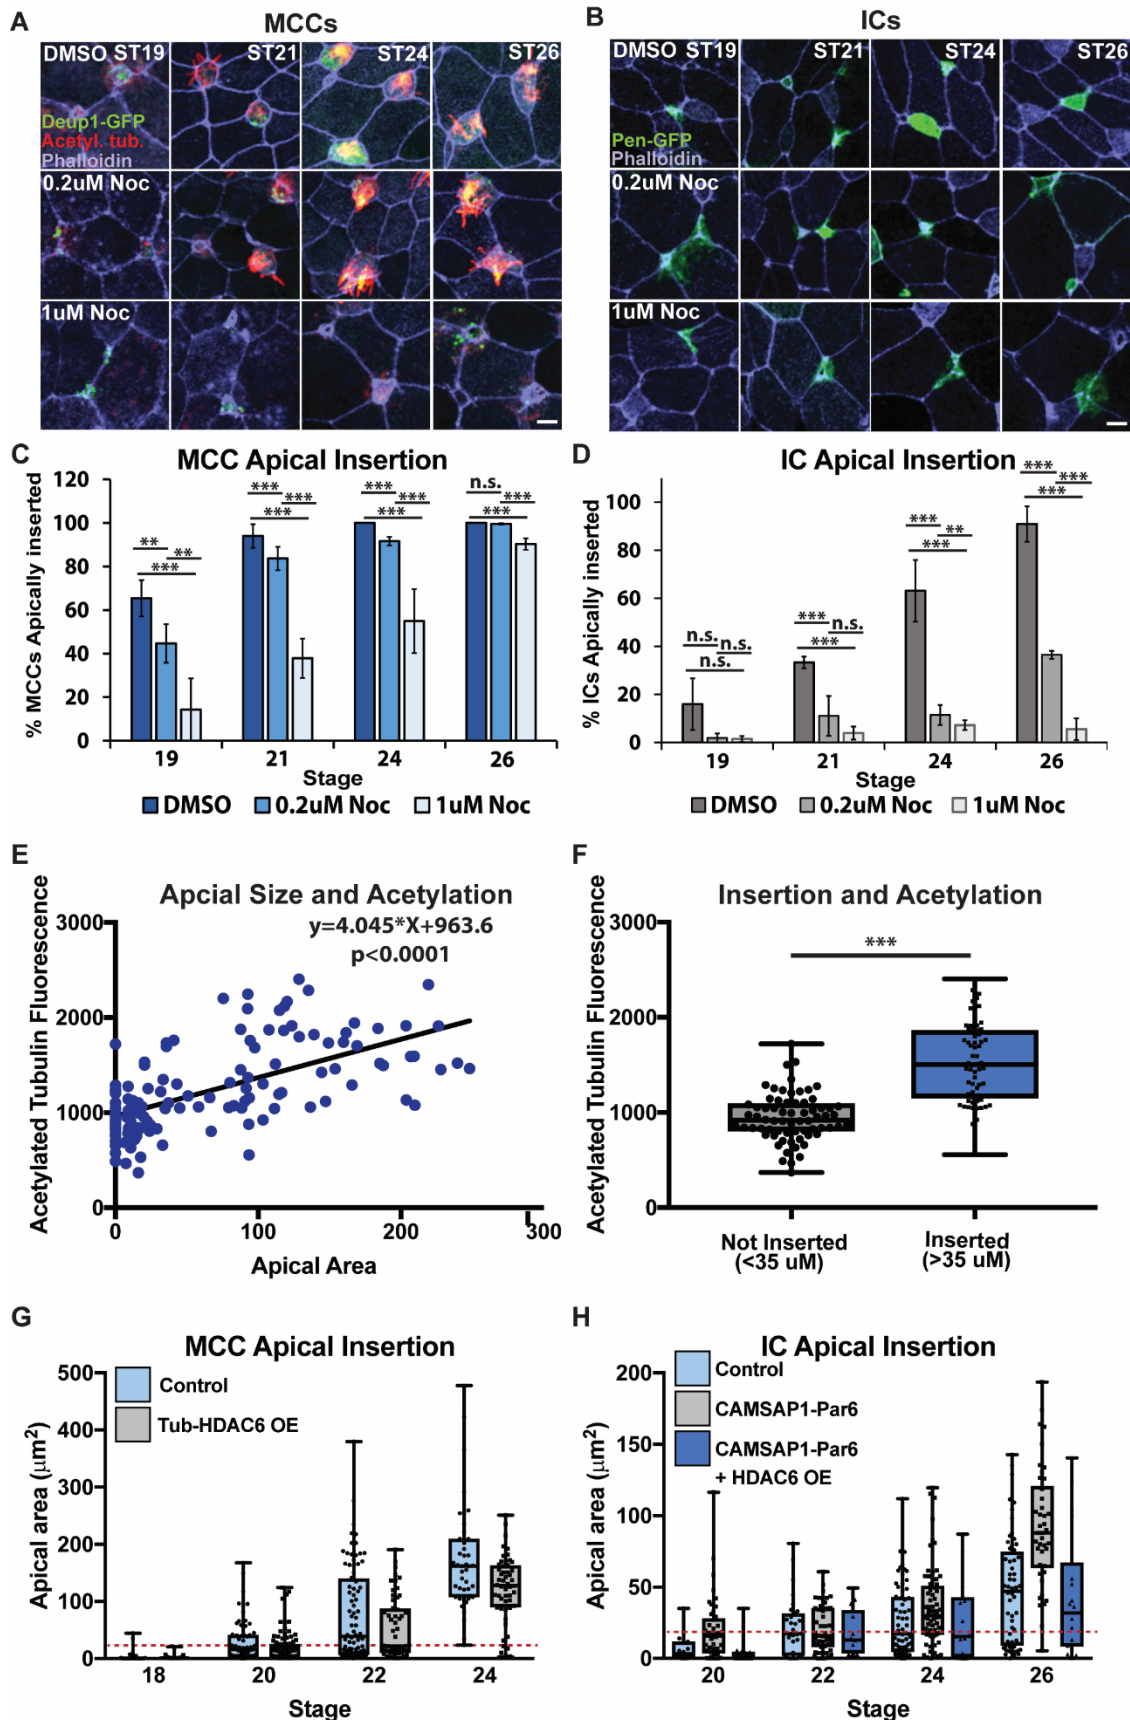 A
MCCs
DMSO ST19
ST21
ST24
ST26
Deup1-GFP
Acetyl. tub.
Phalloidin
0.2uM Noc
1uM Noc
B
ICs
DMSO ST19
ST21
ST24
ST26
Pen-GFP
Phalloidin
0.2uM Noc
1uM Noc
C
MCC Apical Insertion
% MCCs Apically inserted
120
100
80
60
40
20
0
** ** ***
*** *** ***
*** *** ***
n.s. *** ***
19 21 24 26
Stage
DMSO 0.2uM Noc 1uM Noc
D
IC Apical Insertion
% ICs Apically inserted
100
80
60
40
20
0
n.s. n.s. n.s.
*** n.s. ***
*** ** ***
*** *** ***
19 21 24 26
Stage
DMSO 0.2uM Noc 1uM Noc
E
Apcial Size and Acetylation
y=4.045*X+963.6
p<0.0001
Acetylated Tubulin Fluorescence
3000
2000
1000
0
0 100 200 300
Apical Area
F
Insertion and Acetylation
***
Acetylated Tubulin Fluorescence
3000
2000
1000
0
Not Inserted
(<35 uM)
Inserted
(>35 uM)
G
MCC Apical Insertion
Control
Tub-HDAC6 OE
Apical area (μm²)
500
400
300
200
100
0
18 20 22 24
Stage
H
IC Apical Insertion
Control
CAMSAP1-Par6
CAMSAP1-Par6
+ HDAC6 OE
Apical area (μm²)
200
150
100
50
0
20 22 24 26
Stage